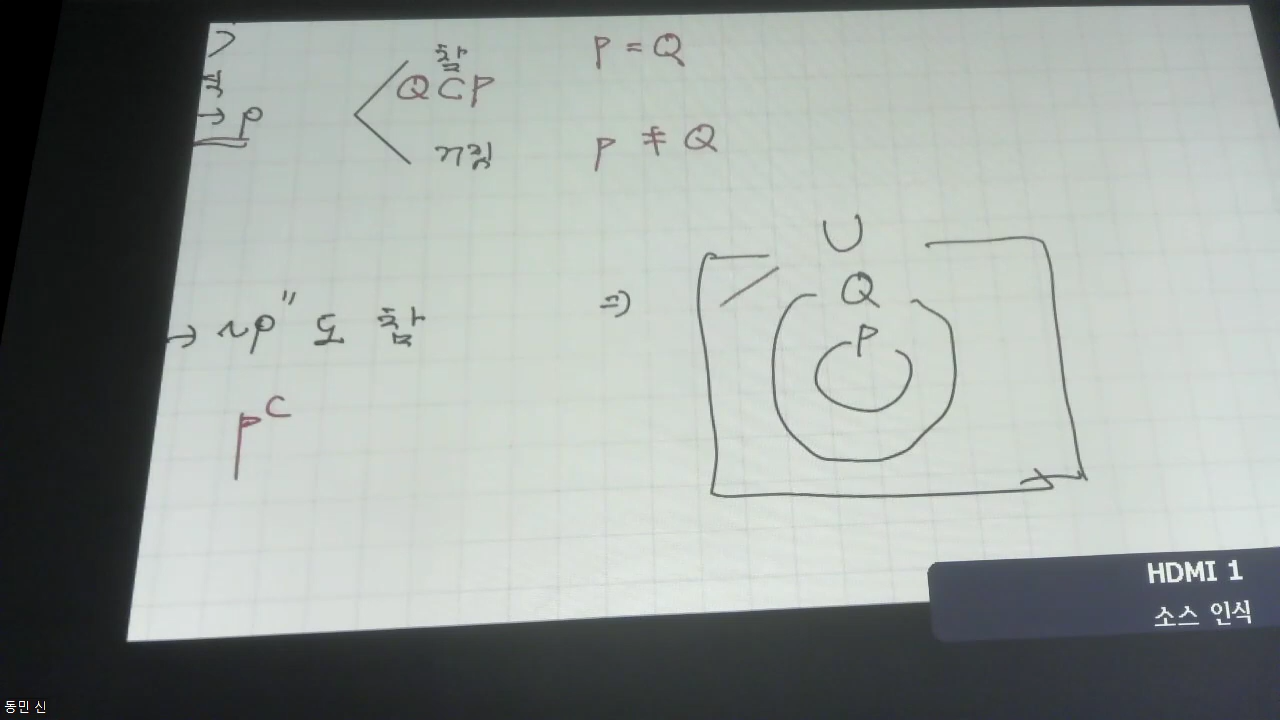 참 P = Q
Q⊂P
→ p
거짓 P ≠ Q
U
→ ~p" 도 참 ⇒ Q
P
P^C
HDMI 1
소스 인식
동민 신